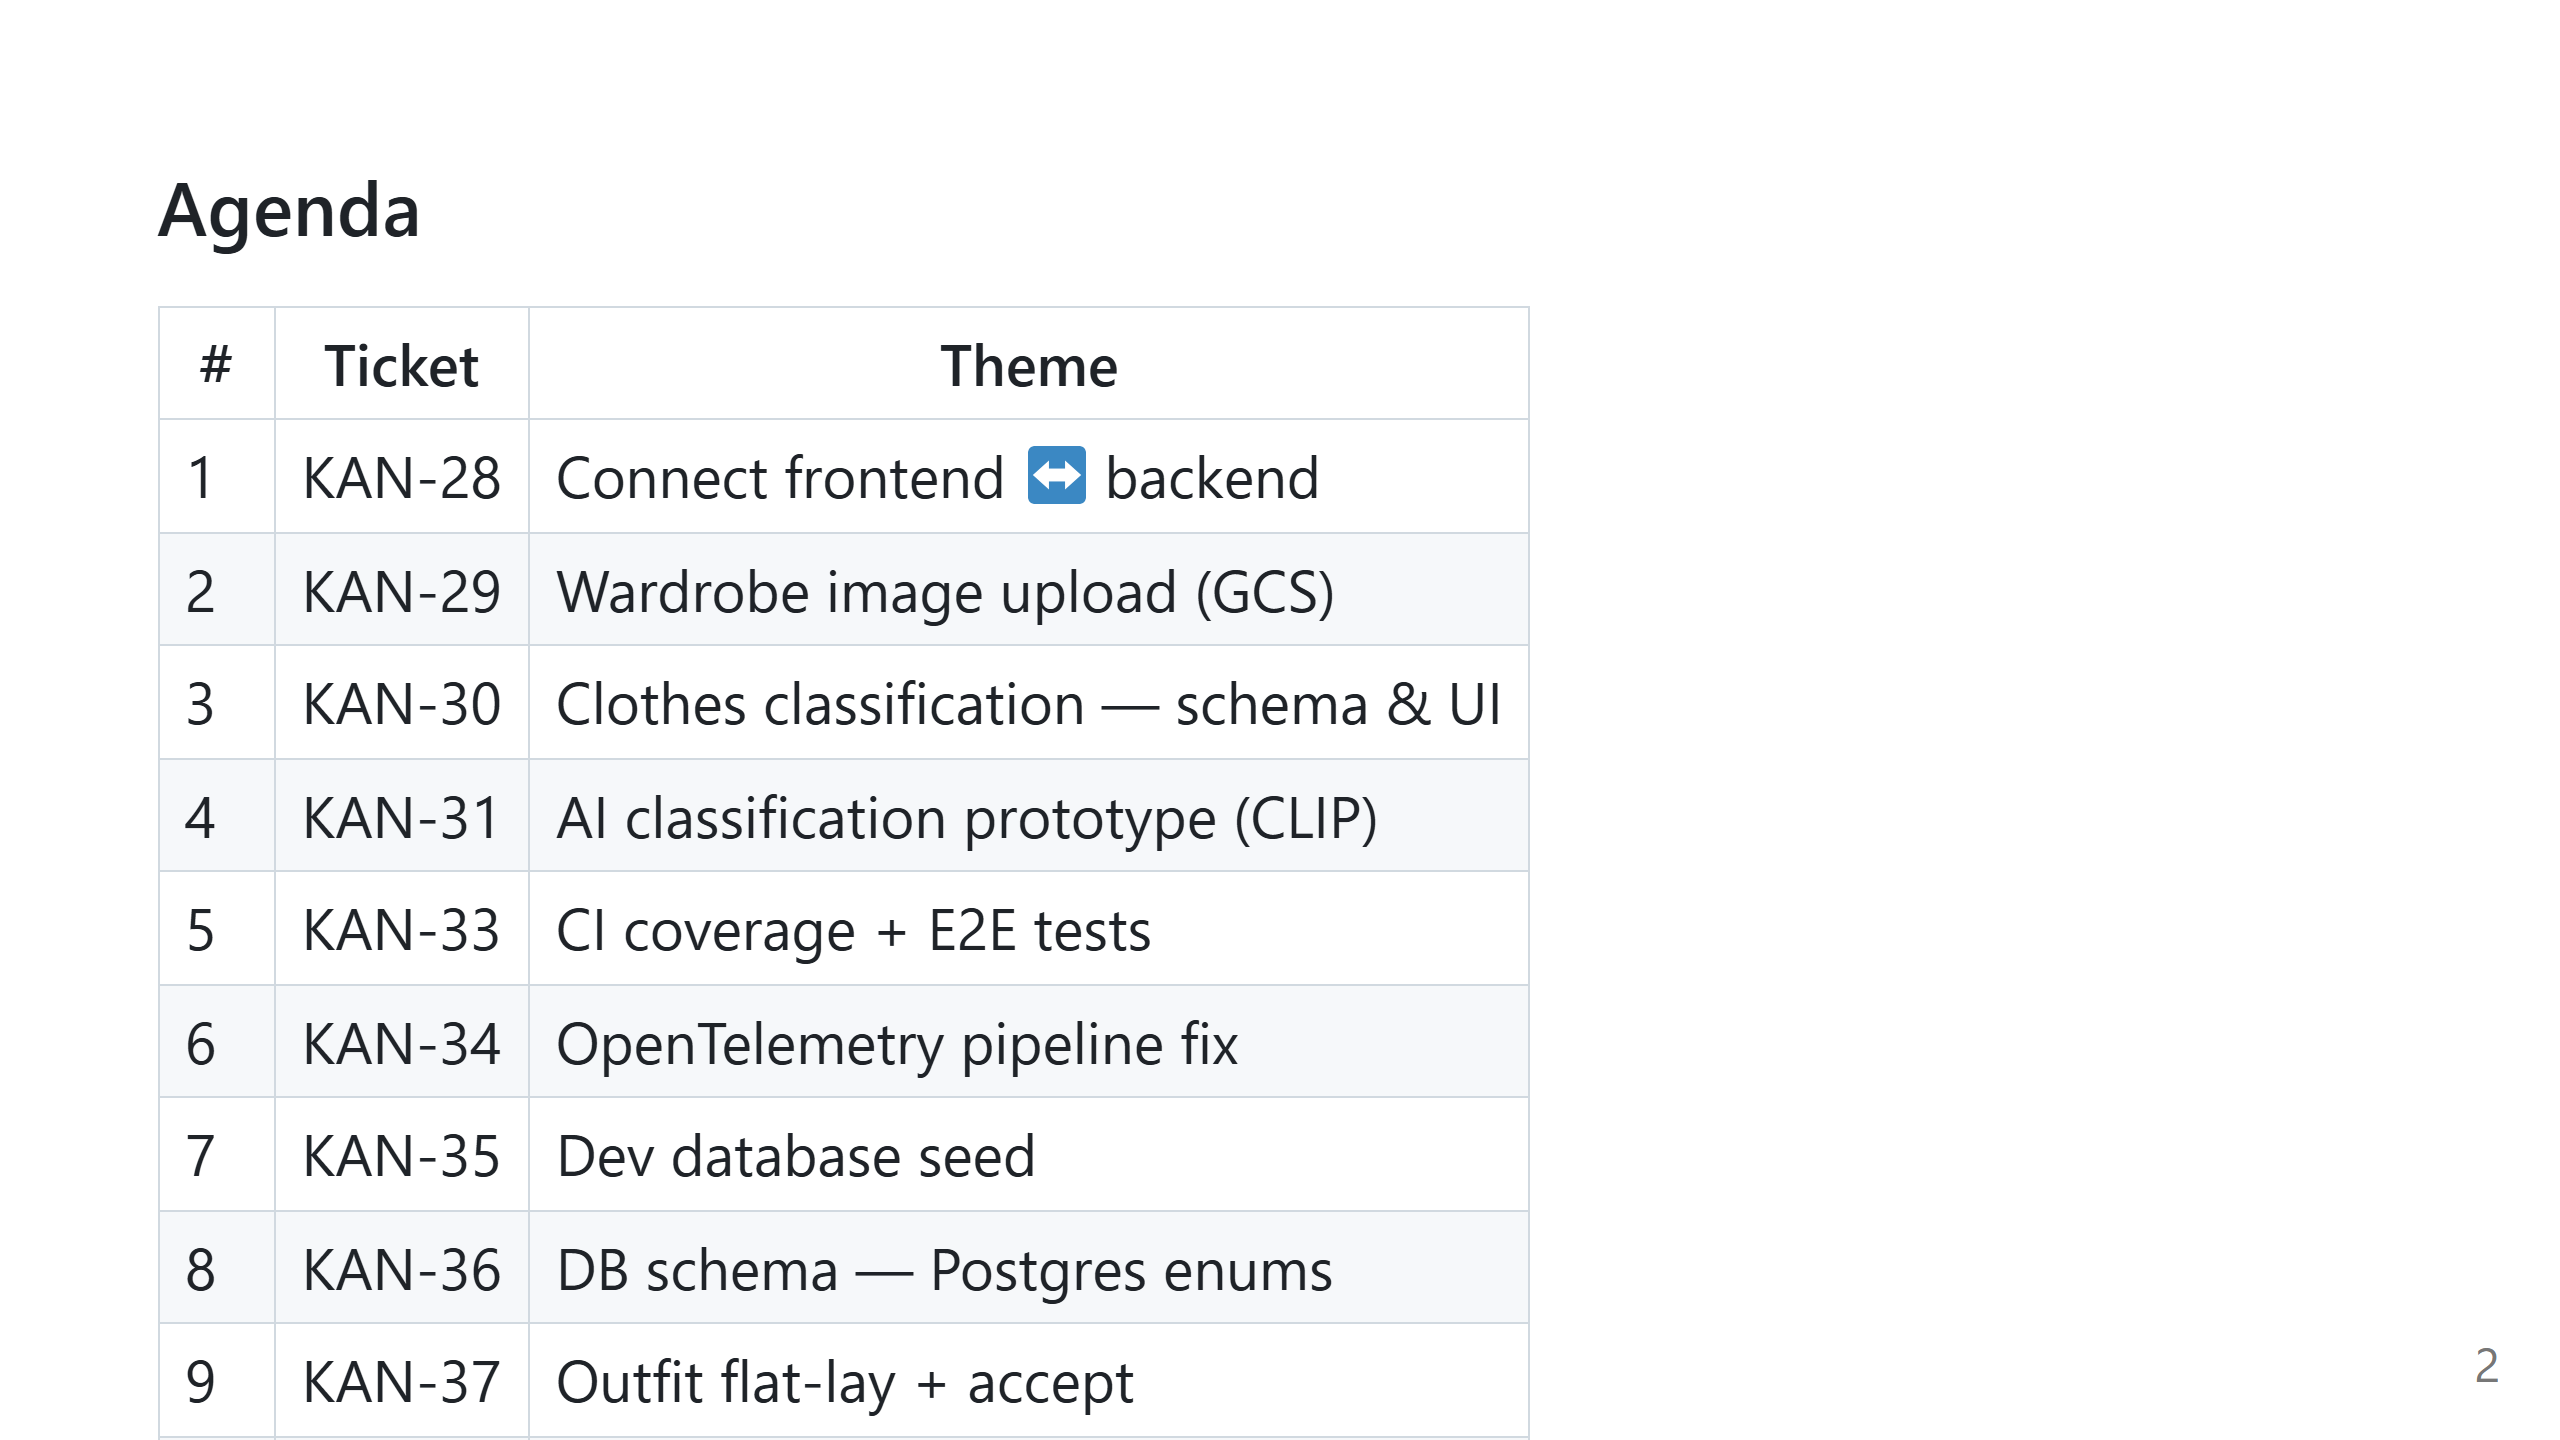 Agenda
# Ticket Theme
1 KAN-28 Connect frontend ↔️ backend
2 KAN-29 Wardrobe image upload (GCS)
3 KAN-30 Clothes classification — schema & UI
4 KAN-31 AI classification prototype (CLIP)
5 KAN-33 CI coverage + E2E tests
6 KAN-34 OpenTelemetry pipeline fix
7 KAN-35 Dev database seed
8 KAN-36 DB schema — Postgres enums
9 KAN-37 Outfit flat-lay + accept
2